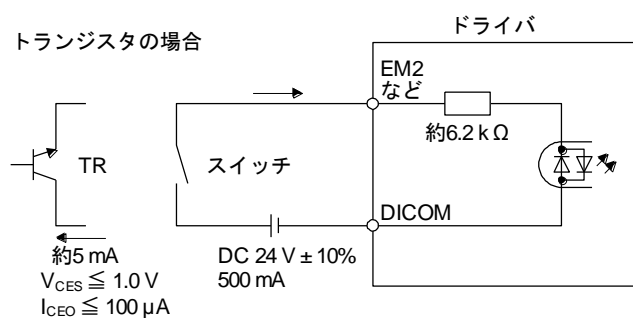 ドライバ
トランジスタの場合
EM2
など
約6.2 k Ω
TR
スイッチ
DICOM
約5 mA
VCES ≦ 1.0 V
ICEO ≦ 100 μA
DC 24 V ± 10%
500 mA